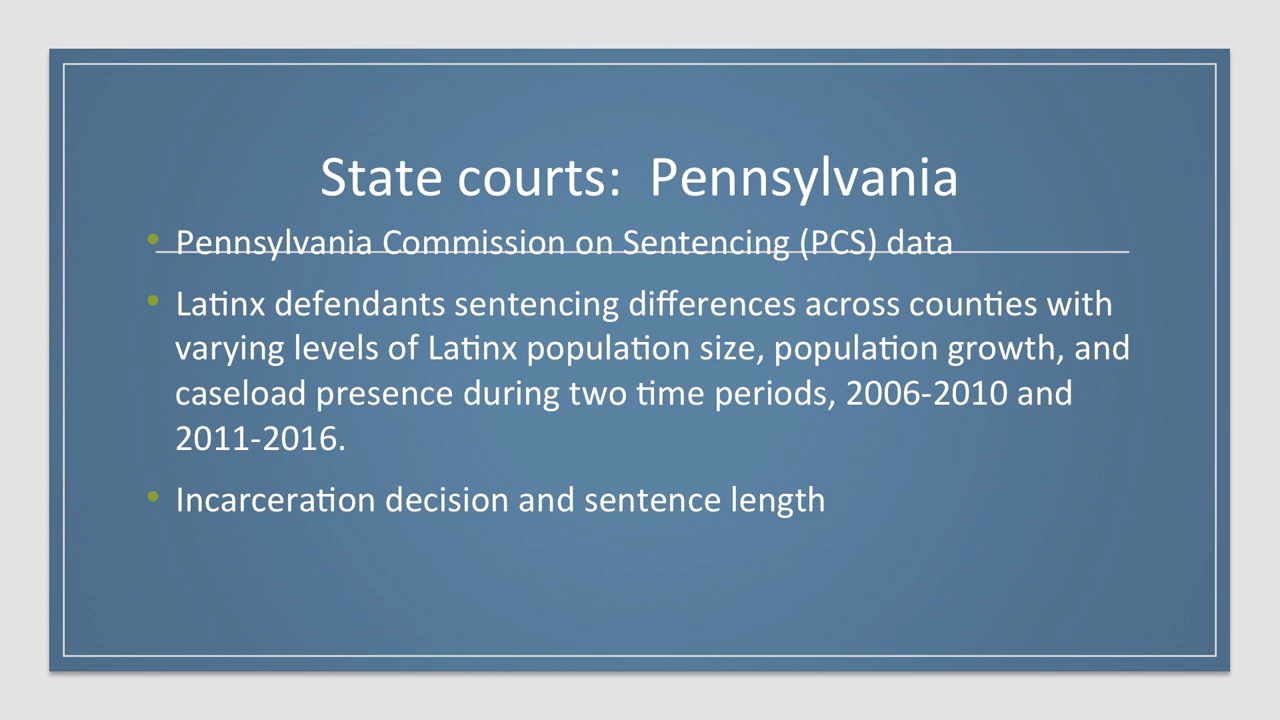 State courts:  Pennsylvania
• Pennsylvania Commission on Sentencing (PCS) data
• Latinx defendants sentencing differences across counties with
varying levels of Latinx population size, population growth, and
caseload presence during two time periods, 2006-2010 and
2011-2016.
• Incarceration decision and sentence length